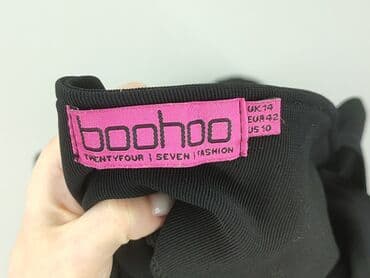 boohoo
TWENTYFOUR | SEVEN | FASHION
UK 14
EUR 42
US 10